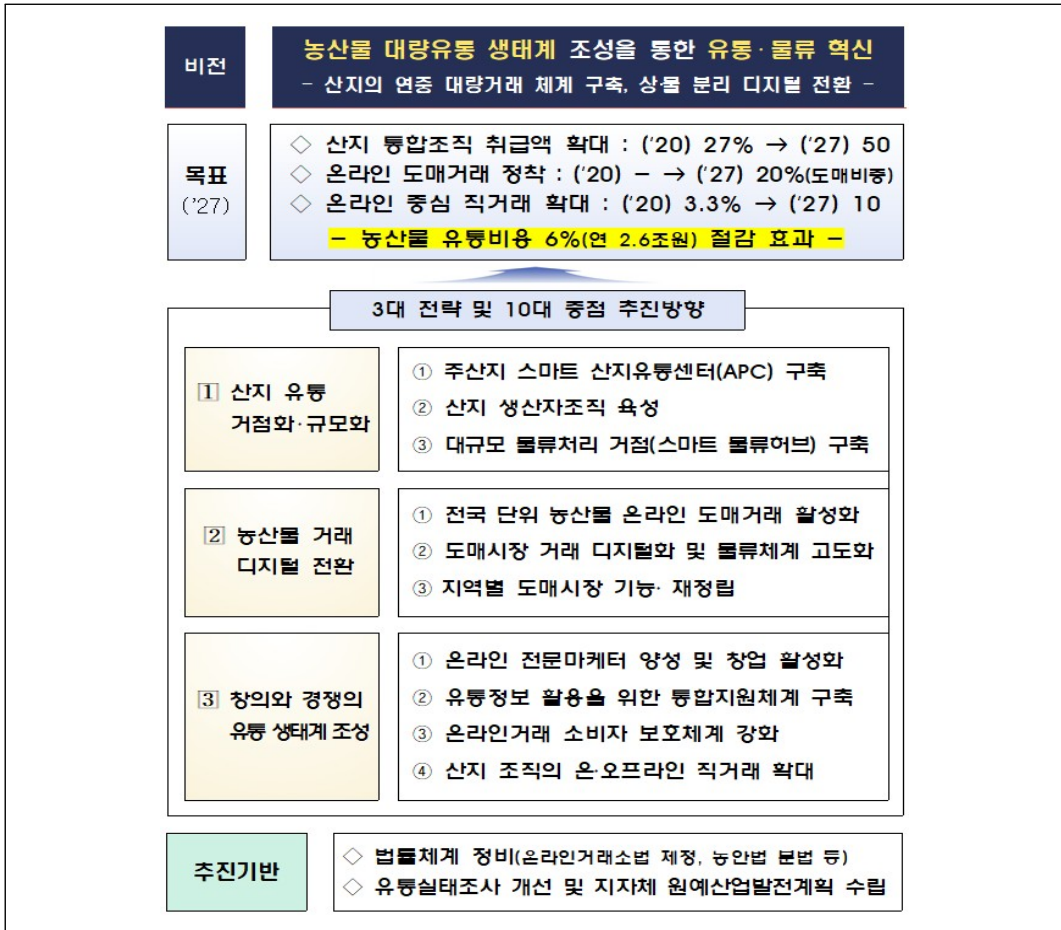 비전
농산물 대량유통 생태계 조성을 통한 유통·물류 혁신
- 산지의 연중 대량거래 체계 구축, 상물 분리 디지털 전환 -
목표
('27)
◇ 산지 통합조직 취급액 확대 : ('20) 27% → ('27) 50
◇ 온라인 도매거래 정착 : ('20) - → ('27) 20%(도매비중)
◇ 온라인 중심 직거래 확대 : ('20) 3.3% → ('27) 10
- 농산물 유통비용 6%(연 2.6조원) 절감 효과 -
3대 전략 및 10대 중점 추진방향
1 산지 유통
거점화·규모화
① 주산지 스마트 산지유통센터(APC) 구축
② 산지 생산자조직 육성
③ 대규모 물류처리 거점(스마트 물류허브) 구축
2 농산물 거래
디지털 전환
① 전국 단위 농산물 온라인 도매거래 활성화
② 도매시장 거래 디지털화 및 물류체계 고도화
③ 지역별 도매시장 기능· 재정립
3 창의와 경쟁의
유통 생태계 조성
① 온라인 전문마케터 양성 및 창업 활성화
② 유통정보 활용을 위한 통합지원체계 구축
③ 온라인거래 소비자 보호체계 강화
④ 산지 조직의 온·오프라인 직거래 확대
추진기반
◇ 법률체계 정비(온라인거래소법 제정, 농안법 분법 등)
◇ 유통실태조사 개선 및 지자체 원예산업발전계획 수립